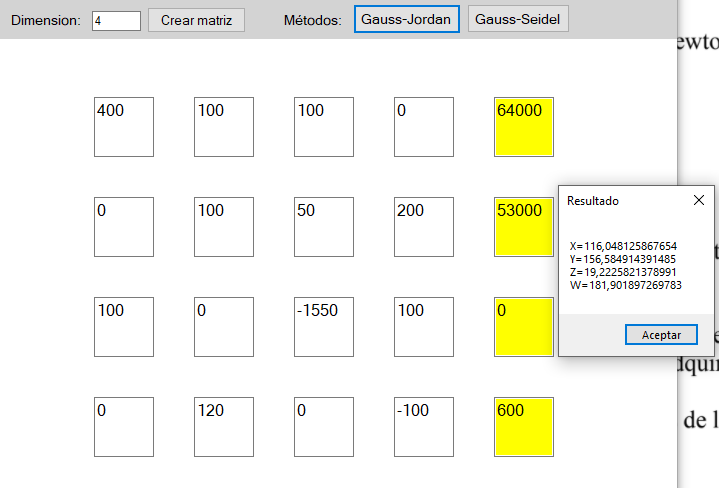 Dimension: 4 Crear matriz Métodos: Gauss-Jordan Gauss-Seidel
ewto
400 100 100 0 64000
0 100 50 200 53000
Resultado
X=116,048125867654
Y=156,584914391485
Z=19,2225821378991
W=181,901897269783
100 0 -1550 100 0
Aceptar
dquir
0 120 0 -100 600
de l